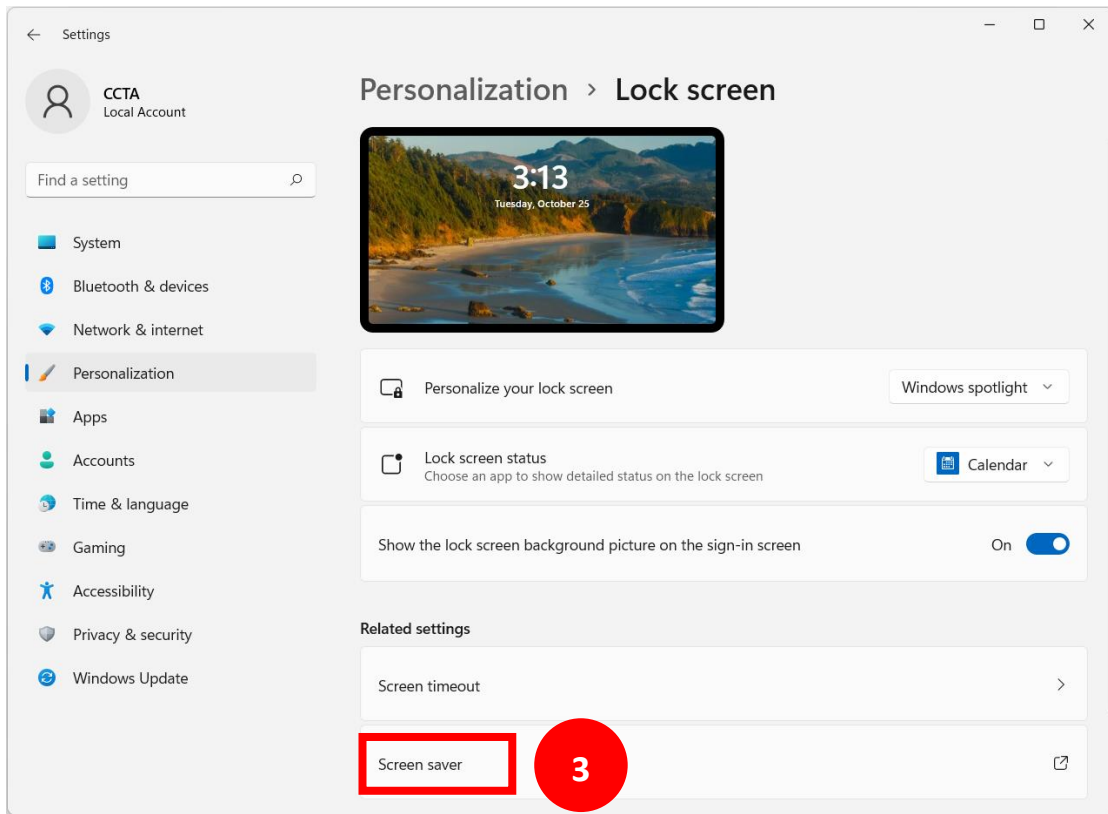 Settings
CCTA
Local Account
Find a setting
System
Bluetooth & devices
Network & internet
Personalization
Apps
Accounts
Time & language
Gaming
Accessibility
Privacy & security
Windows Update
Personalization > Lock screen
3:13
Tuesday, October 25
Personalize your lock screen
Windows spotlight
Lock screen status
Choose an app to show detailed status on the lock screen
Calendar
Show the lock screen background picture on the sign-in screen
On
Related settings
Screen timeout
Screen saver
3